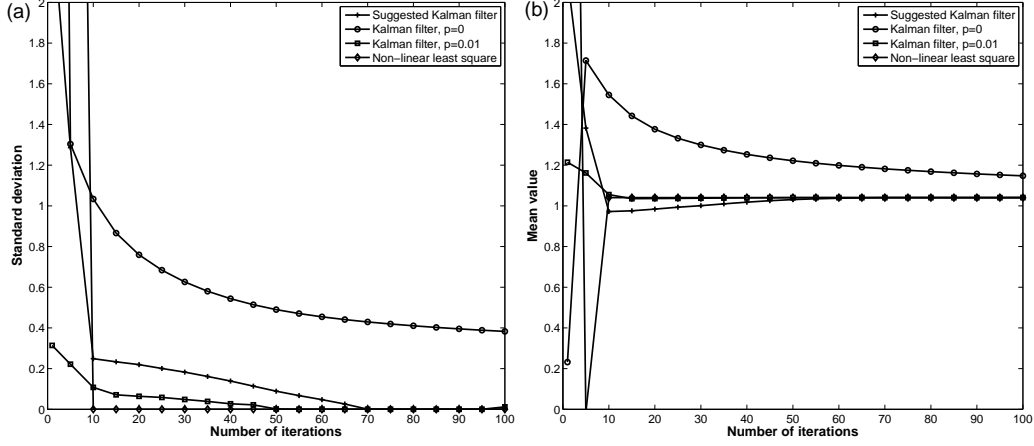 (a)
Suggested Kalman filter
Kalman filter, p=0
Kalman filter, p=0.01
Non−linear least square
2
1.8
1.6
1.4
1.2
1
0.8
0.6
0.4
0.2
0
Standard deviation
0 10 20 30 40 50 60 70 80 90 100
Number of iterations
(b)
Suggested Kalman filter
Kalman filter, p=0
Kalman filter, p=0.01
Non−linear least square
2
1.8
1.6
1.4
1.2
1
0.8
0.6
0.4
0.2
0
Mean value
0 10 20 30 40 50 60 70 80 90 100
Number of iterations